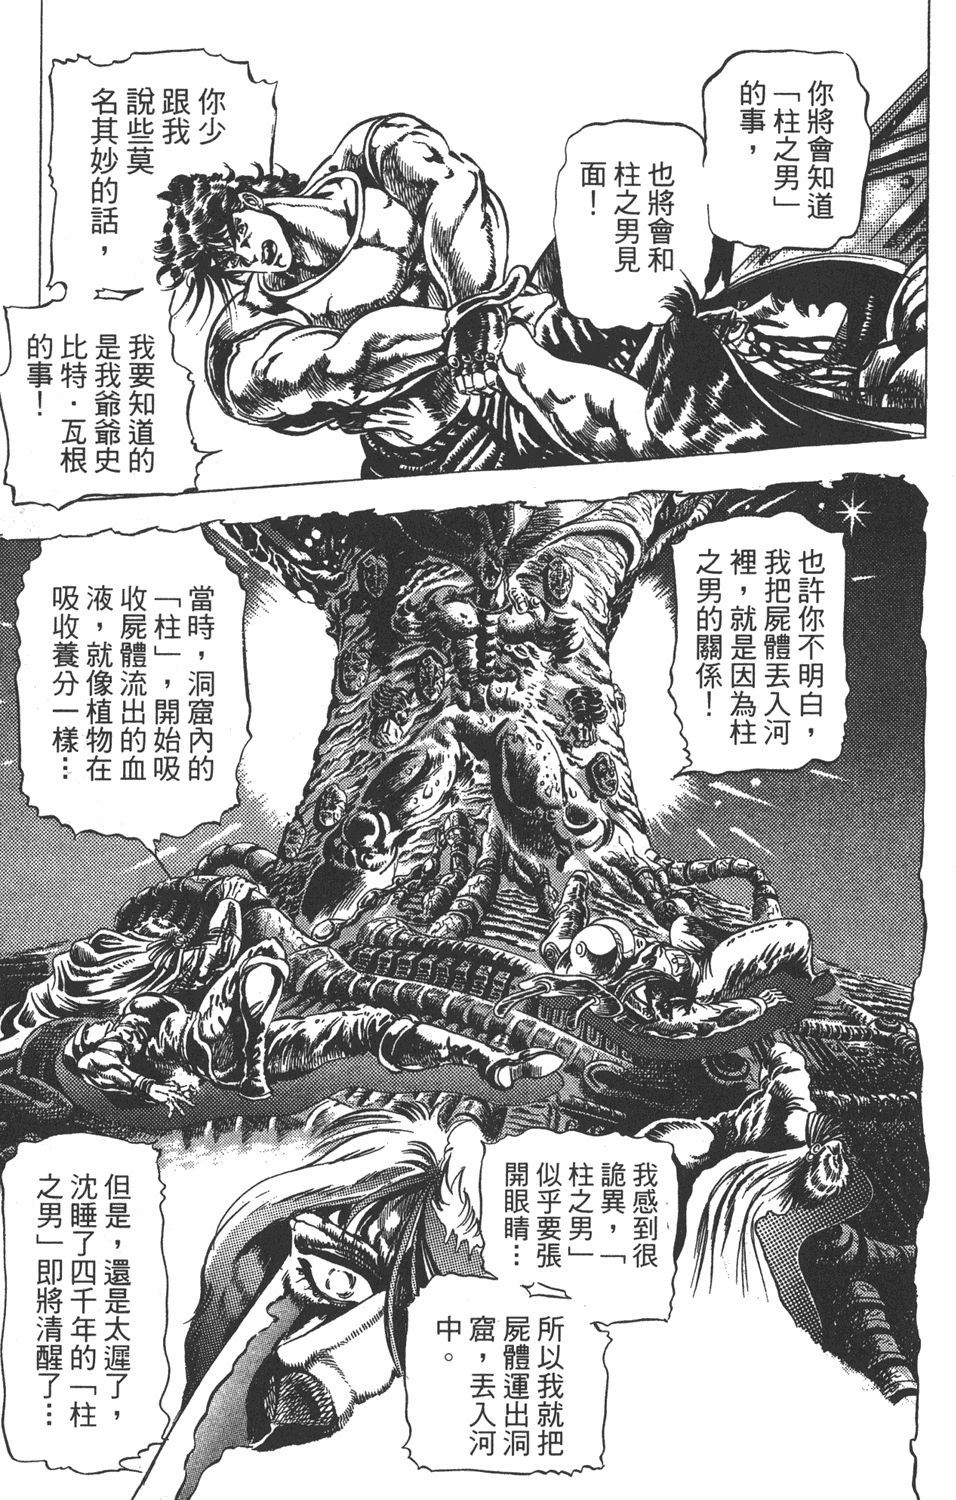 你將會知道
「柱之男」
的事，
也將會和
柱之男見
面！
你少
跟我
說些莫
名其妙的話，
我要知道的
是我爺爺史
比特·瓦根
的事！
也許你不明白，
我把屍體丟入河
裡，就是因為柱
之男的關係！
當時，洞窟內的
「柱」，開始吸
收屍體流出的血
液，就像植物在
吸收養分一樣…
我感到很
詭異，「
柱之男」
似乎要張
開眼睛…
所以我就把
屍體運出洞
窟，丟入河
中。
但是，還是太遲了，
沈睡了四千年的「柱
之男」即將清醒了…